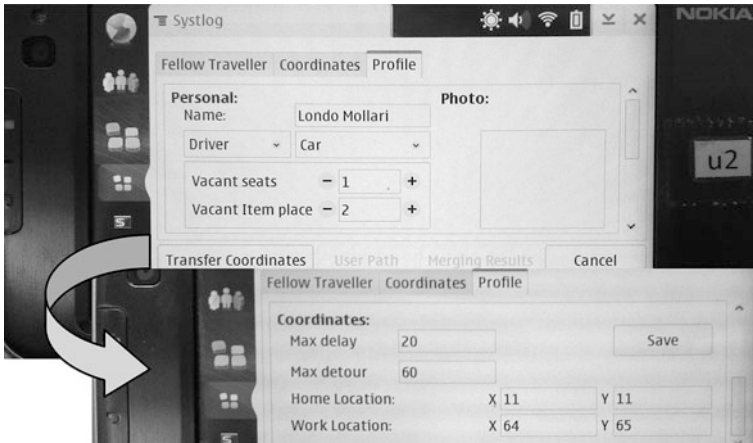 Systlog
NOKIA
Fellow Traveller Coordinates Profile
Personal:
Photo:
Name: Londo Mollari
Driver Car
Vacant seats - 1 +
Vacant Item place - 2 +
u2
Transfer Coordinates User Path Merging Results Cancel
Fellow Traveller Coordinates Profile
Coordinates:
Max delay 20 Save
Max detour 60
Home Location: X 11 Y 11
Work Location: X 64 Y 65